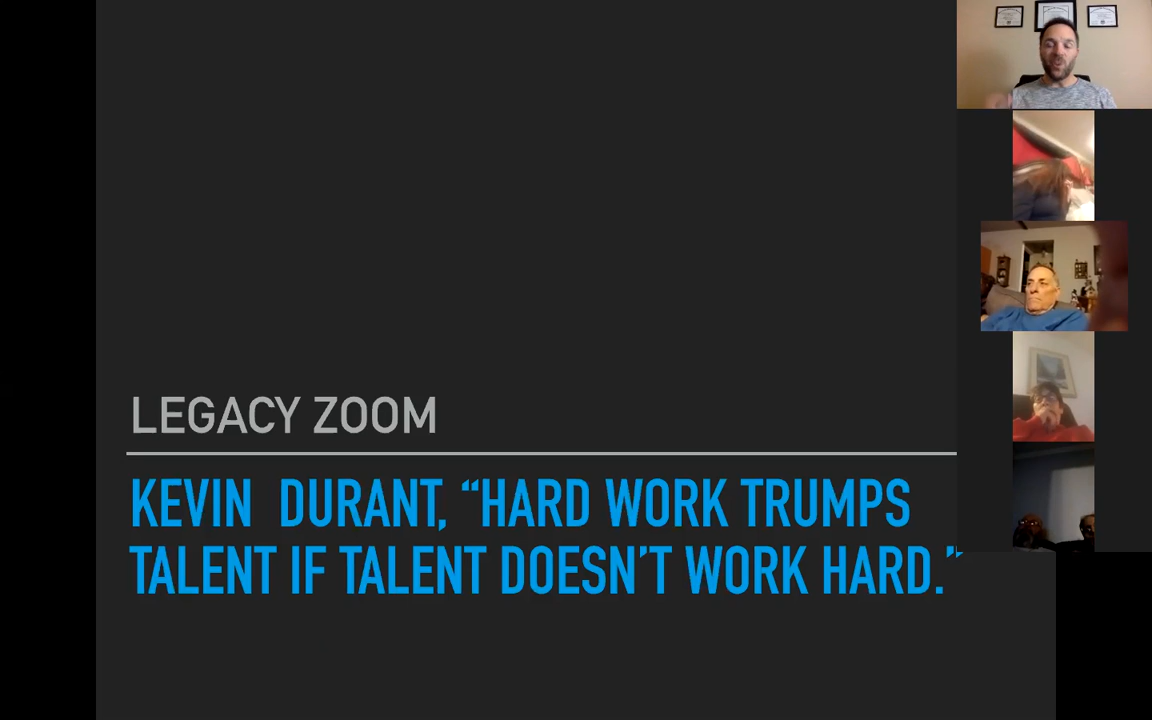 LEGACY ZOOM
KEVIN DURANT, “HARD WORK TRUMPS
TALENT IF TALENT DOESN’T WORK HARD.”